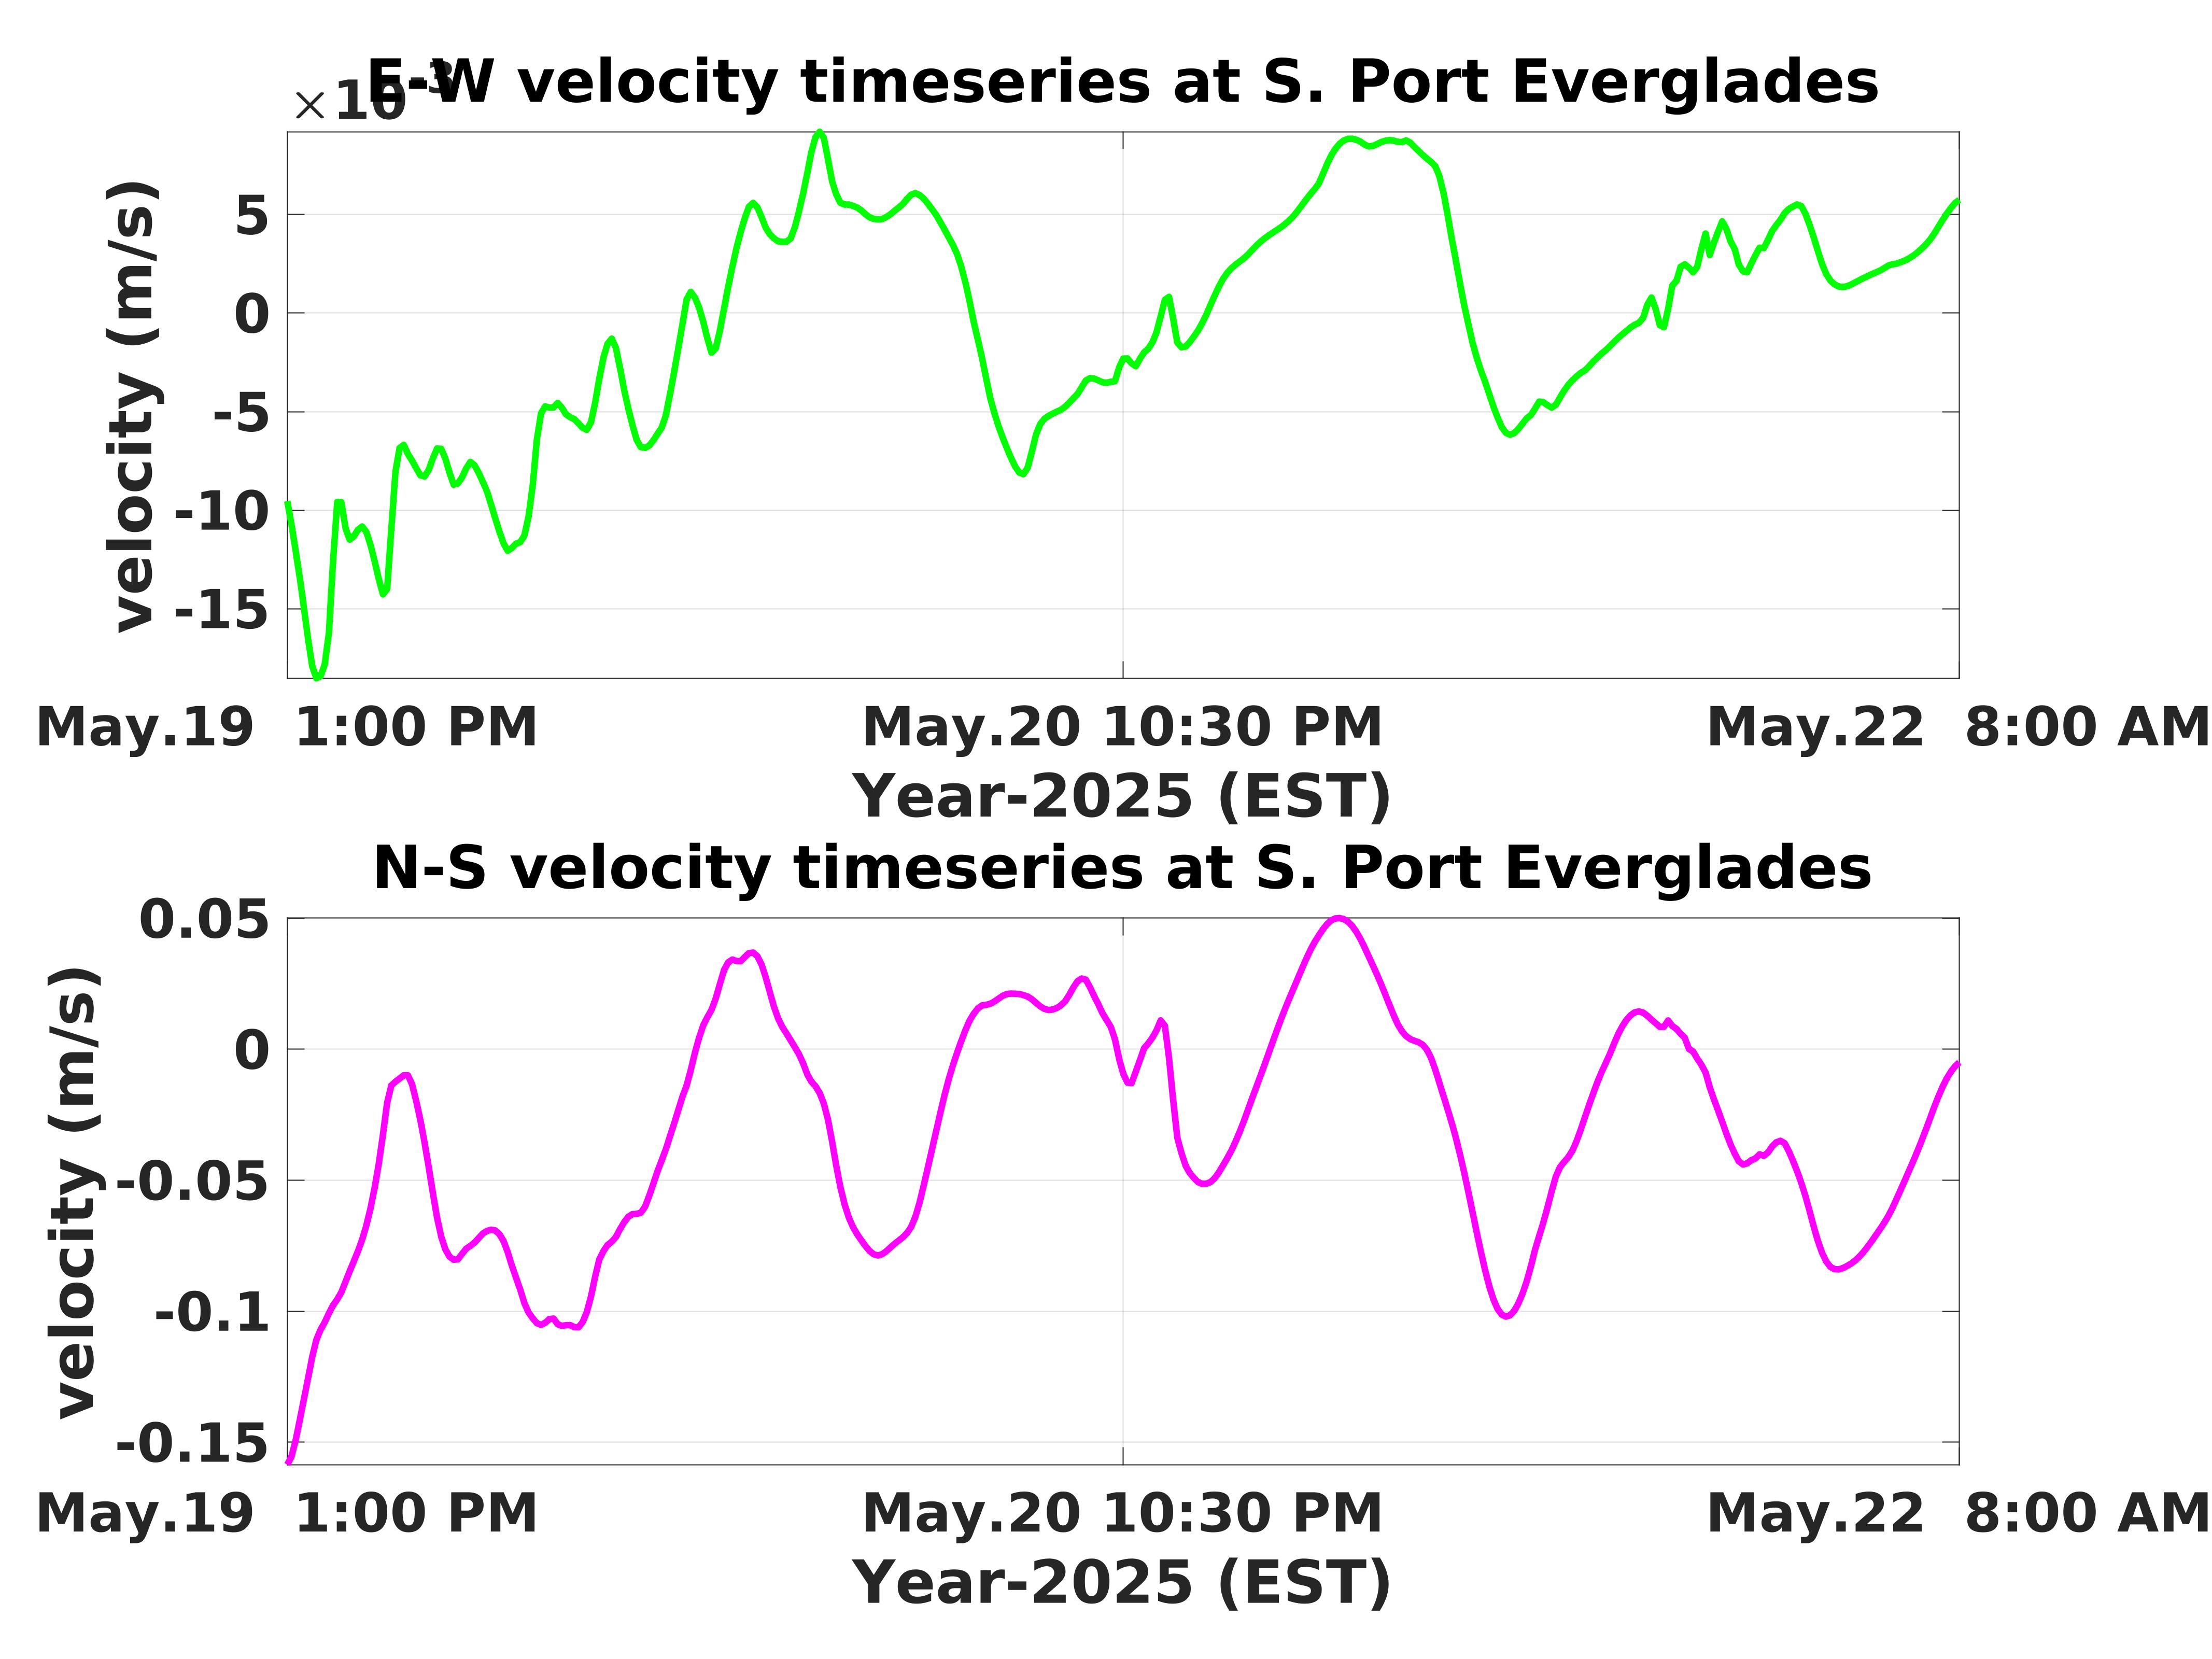 E-W velocity timeseries at S. Port Everglades
×10-3
velocity (m/s)
5
0
-5
-10
-15
May.19 1:00 PM May.20 10:30 PM May.22 8:00 AM
Year-2025 (EST)
N-S velocity timeseries at S. Port Everglades
velocity (m/s)
0.05
0
-0.05
-0.1
-0.15
May.19 1:00 PM May.20 10:30 PM May.22 8:00 AM
Year-2025 (EST)